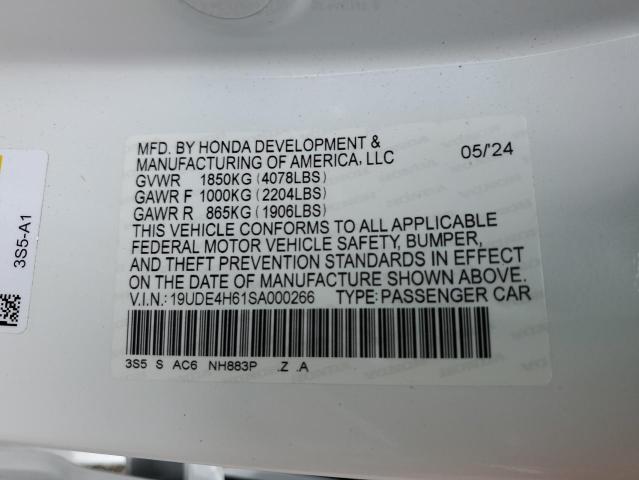 MFD. BY HONDA DEVELOPMENT &
MANUFACTURING OF AMERICA, LLC 05/'24
GVWR 1850KG (4078LBS)
GAWR F 1000KG (2204LBS)
GAWR R 865KG (1906LBS)
THIS VEHICLE CONFORMS TO ALL APPLICABLE
FEDERAL MOTOR VEHICLE SAFETY, BUMPER,
AND THEFT PREVENTION STANDARDS IN EFFECT
ON THE DATE OF MANUFACTURE SHOWN ABOVE.
V.I.N.: 19UDE4H61SA000266 TYPE: PASSENGER CAR
3S5 S AC6 NH883P .Z .A
3S5-A1